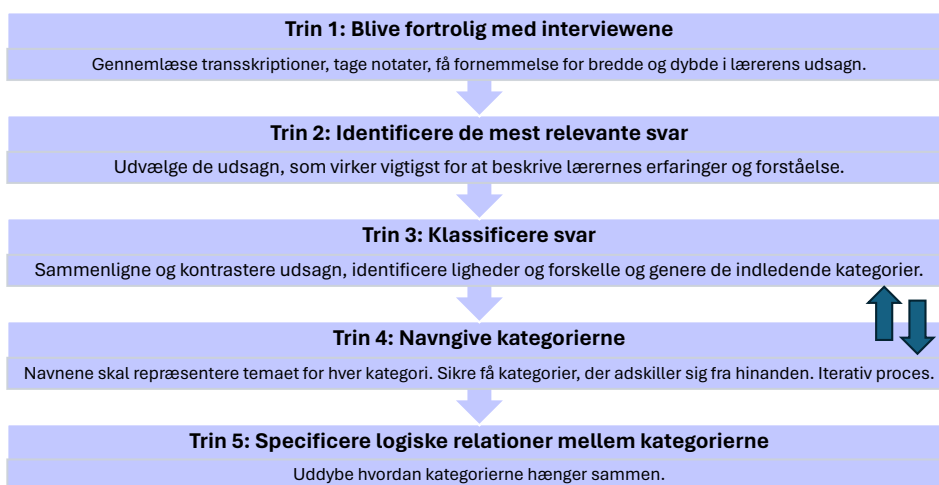 Trin 1: Blive fortrolig med interviewene
Gennemlæse transskriptioner, tage notater, få fornemmelse for bredde og dybde i lærerens udsagn.
Trin 2: Identificere de mest relevante svar
Udvælge de udsagn, som virker vigtigst for at beskrive lærernes erfaringer og forståelse.
Trin 3: Klassificere svar
Sammenligne og kontrastere udsagn, identificere ligheder og forskelle og genere de indledende kategorier.
Trin 4: Navngive kategorierne
Navnene skal repræsentere temaet for hver kategori. Sikre få kategorier, der adskiller sig fra hinanden. Iterativ proces.
Trin 5: Specificere logiske relationer mellem kategorierne
Uddybe hvordan kategorierne hænger sammen.